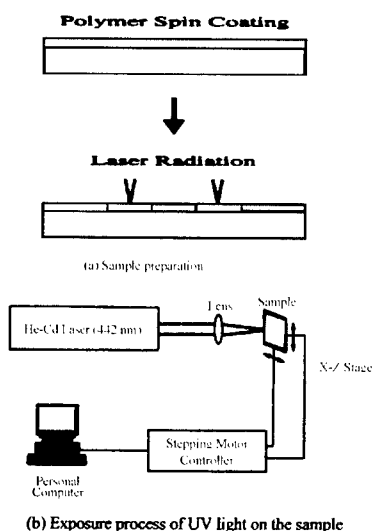 Polymer Spin Coating
Laser Radiation
(a) Sample preparation
Lens
Sample
He-Cd Laser (442 nm)
X-Z Stage
Stepping Motor
Controller
Personal
Computer
(b) Exposure process of UV light on the sample